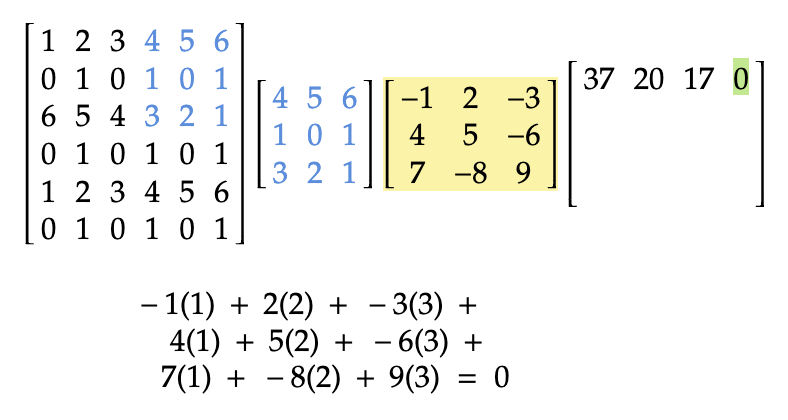 1 2 3 4 5 6
0 1 0 1 0 1
6 5 4 3 2 1
0 1 0 1 0 1
1 2 3 4 5 6
0 1 0 1 0 1
4 5 6
1 0 1
3 2 1
–1 2 –3
4 5 –6
7 –8 9
37 20 17 0
– 1(1) + 2(2) + – 3(3) +
4(1) + 5(2) + – 6(3) +
7(1) + – 8(2) + 9(3) = 0